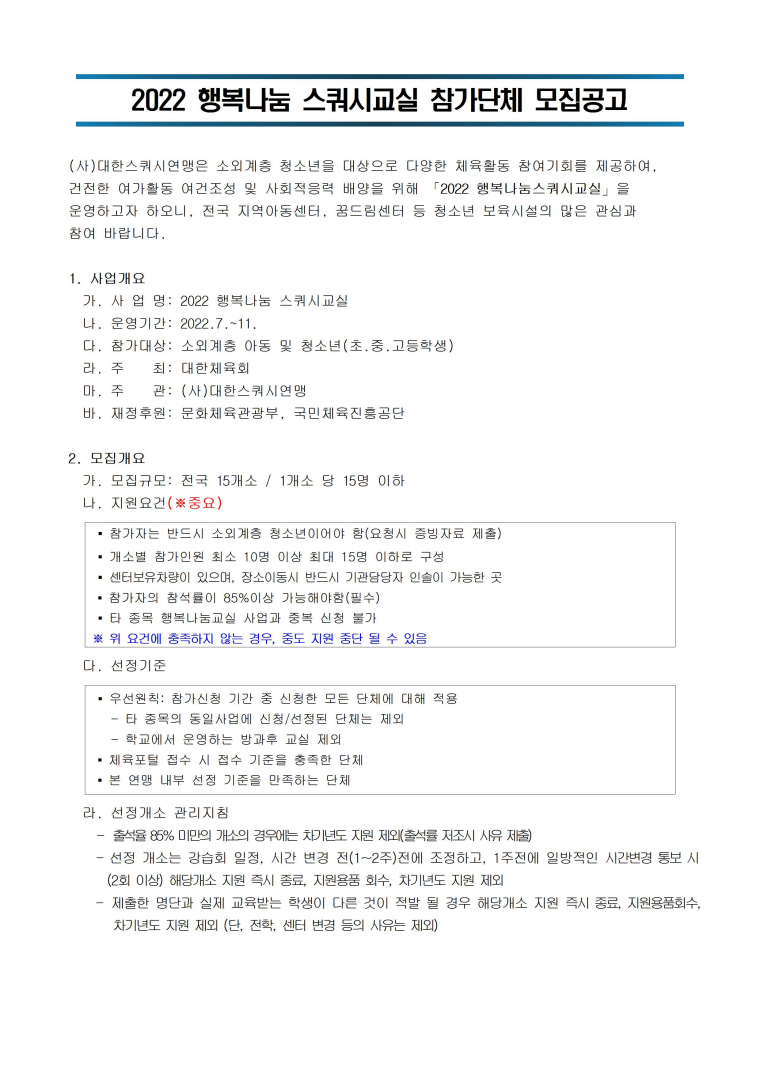 2022 행복나눔 스쿼시교실 참가단체 모집공고
(사)대한스쿼시연맹은 소외계층 청소년을 대상으로 다양한 체육활동 참여기회를 제공하여,
건전한 여가활동 여건조성 및 사회적응력 배양을 위해 「2022 행복나눔스쿼시교실」을
운영하고자 하오니, 전국 지역아동센터, 꿈드림센터 등 청소년 보육시설의 많은 관심과
참여 바랍니다.
1. 사업개요
가. 사 업 명: 2022 행복나눔 스쿼시교실
나. 운영기간: 2022.7.~11.
다. 참가대상: 소외계층 아동 및 청소년(초.중.고등학생)
라. 주 최: 대한체육회
마. 주 관: (사)대한스쿼시연맹
바. 재정후원: 문화체육관광부, 국민체육진흥공단
2. 모집개요
가. 모집규모: 전국 15개소 / 1개소 당 15명 이하
나. 지원요건(※중요)
▪ 참가자는 반드시 소외계층 청소년이어야 함(요청시 증빙자료 제출)
▪ 개소별 참가인원 최소 10명 이상 최대 15명 이하로 구성
▪ 센터보유차량이 있으며, 장소이동시 반드시 기관담당자 인솔이 가능한 곳
▪ 참가자의 참석률이 85%이상 가능해야함(필수)
▪ 타 종목 행복나눔교실 사업과 중복 신청 불가
※ 위 요건에 충족하지 않는 경우, 중도 지원 중단 될 수 있음
다. 선정기준
▪ 우선원칙: 참가신청 기간 중 신청한 모든 단체에 대해 적용
- 타 종목의 동일사업에 신청/선정된 단체는 제외
- 학교에서 운영하는 방과후 교실 제외
▪ 체육포털 접수 시 접수 기준을 충족한 단체
▪ 본 연맹 내부 선정 기준을 만족하는 단체
라. 선정개소 관리지침
- 출석율 85% 미만의 개소의 경우에는 차기년도 지원 제외(출석률 저조시 사유 제출)
- 선정 개소는 강습회 일정, 시간 변경 전(1~2주)전에 조정하고, 1주전에 일방적인 시간변경 통보 시
(2회 이상) 해당개소 지원 즉시 종료, 지원용품 회수, 차기년도 지원 제외
- 제출한 명단과 실제 교육받는 학생이 다른 것이 적발 될 경우 해당개소 지원 즉시 종료, 지원용품회수,
차기년도 지원 제외 (단, 전학, 센터 변경 등의 사유는 제외)